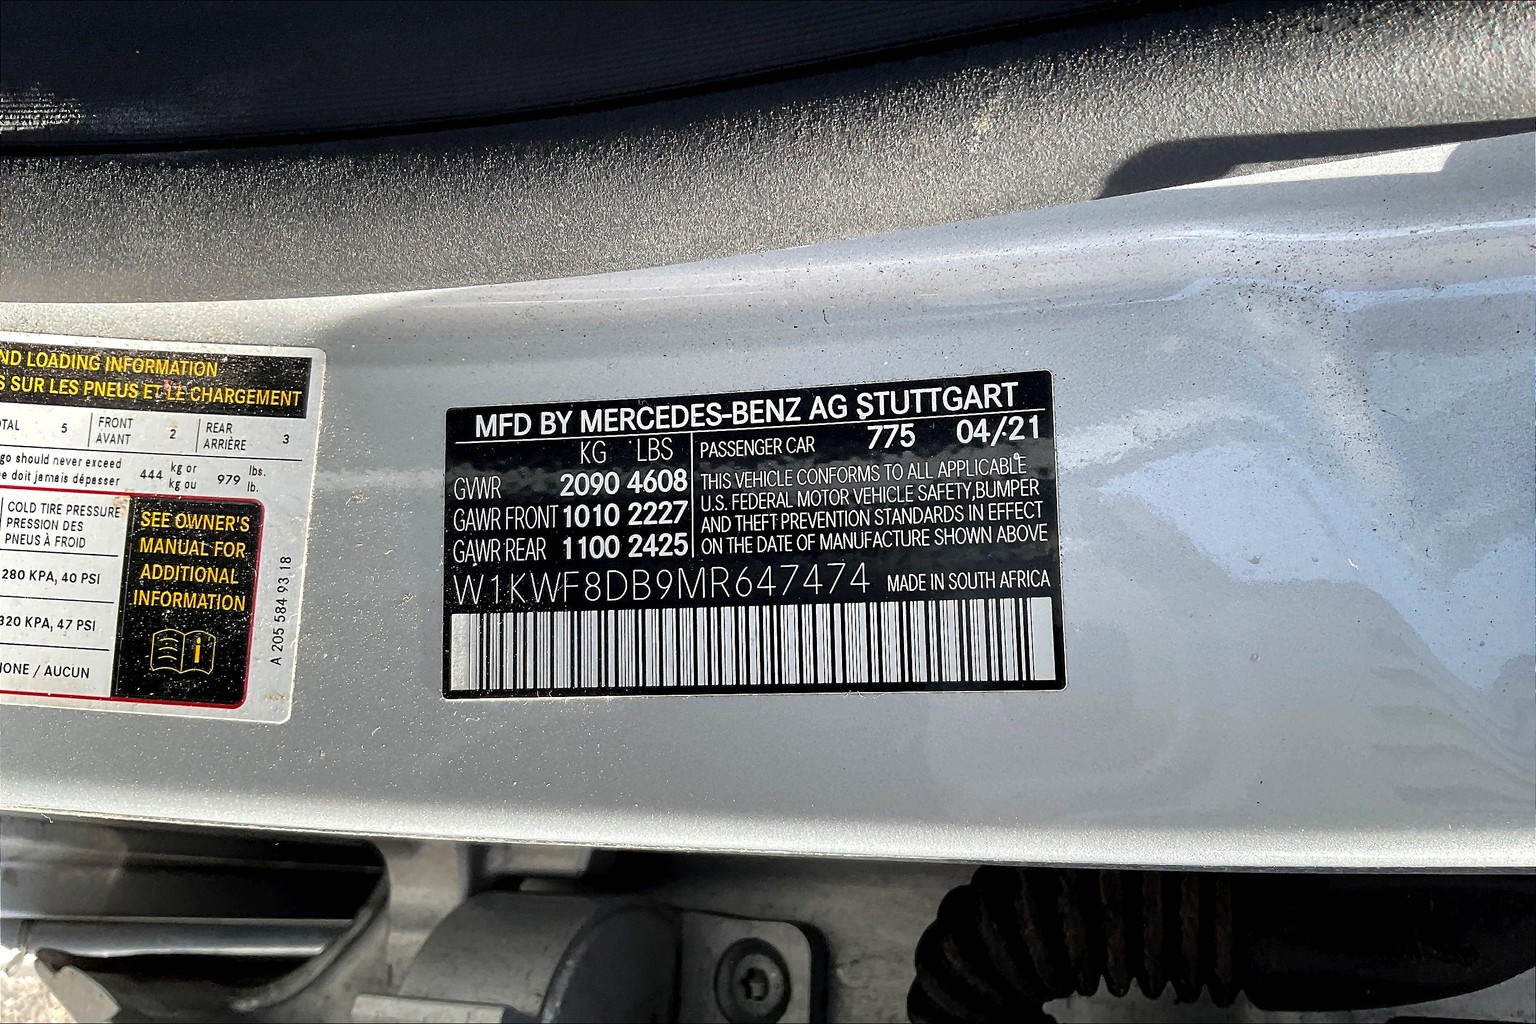 ND LOADING INFORMATION
S SUR LES PNEUS ET LE CHARGEMENT
OTAL 5 FRONT AVANT 2 REAR ARRIÈRE 3
go should never exceed
e doit jamais dépasser 444 kg or kg ou 979 lbs. lb.
COLD TIRE PRESSURE
PRESSION DES
PNEUS À FROID
280 KPA, 40 PSI
320 KPA, 47 PSI
NONE / AUCUN
SEE OWNER'S
MANUAL FOR
ADDITIONAL
INFORMATION
A 205 584 93 18
MFD BY MERCEDES-BENZ AG STUTTGART
KG LBS
GVWR 2090 4608
GAWR FRONT 1010 2227
GAWR REAR 1100 2425
PASSENGER CAR 775 04/21
THIS VEHICLE CONFORMS TO ALL APPLICABLE
U.S. FEDERAL MOTOR VEHICLE SAFETY,BUMPER
AND THEFT PREVENTION STANDARDS IN EFFECT
ON THE DATE OF MANUFACTURE SHOWN ABOVE
W1KWF8DB9MR647474 MADE IN SOUTH AFRICA